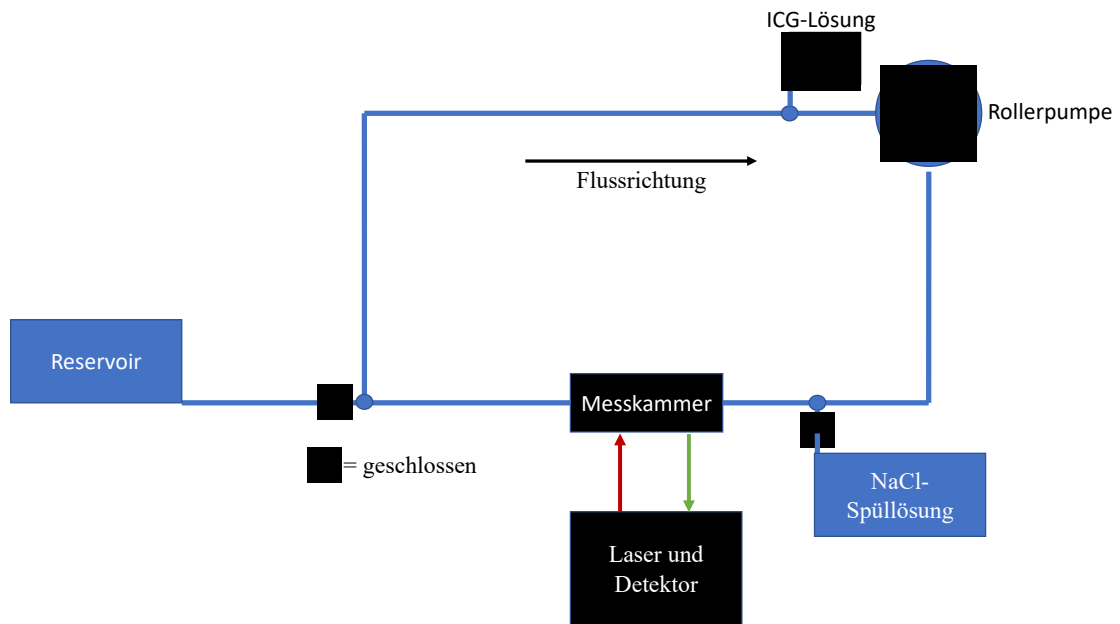 ICG-Lösung
Rollerpumpe
Flussrichtung
Reservoir
Messkammer
= geschlossen
NaCl-
Spüllösung
Laser und
Detektor